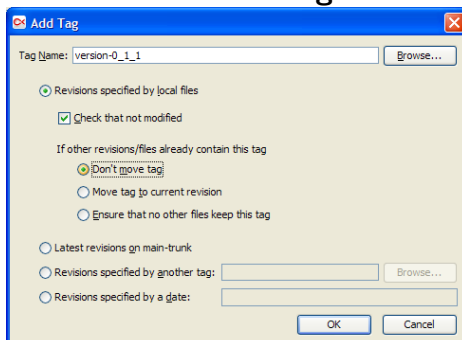 Add Tag
Tag Name: version-0_1_1 Browse...
Revisions specified by local files
Check that not modified
If other revisions/files already contain this tag
Don't move tag
Move tag to current revision
Ensure that no other files keep this tag
Latest revisions on main-trunk
Revisions specified by another tag: Browse...
Revisions specified by a date:
OK Cancel